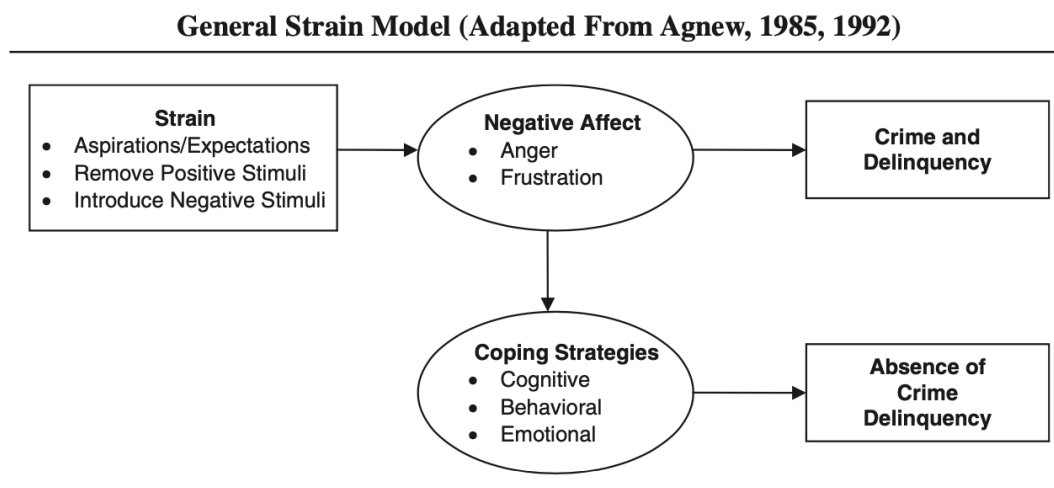 General Strain Model (Adapted From Agnew, 1985, 1992)
Strain
• Aspirations/Expectations
• Remove Positive Stimuli
• Introduce Negative Stimuli
Negative Affect
• Anger
• Frustration
Crime and
Delinquency
Coping Strategies
• Cognitive
• Behavioral
• Emotional
Absence of
Crime
Delinquency